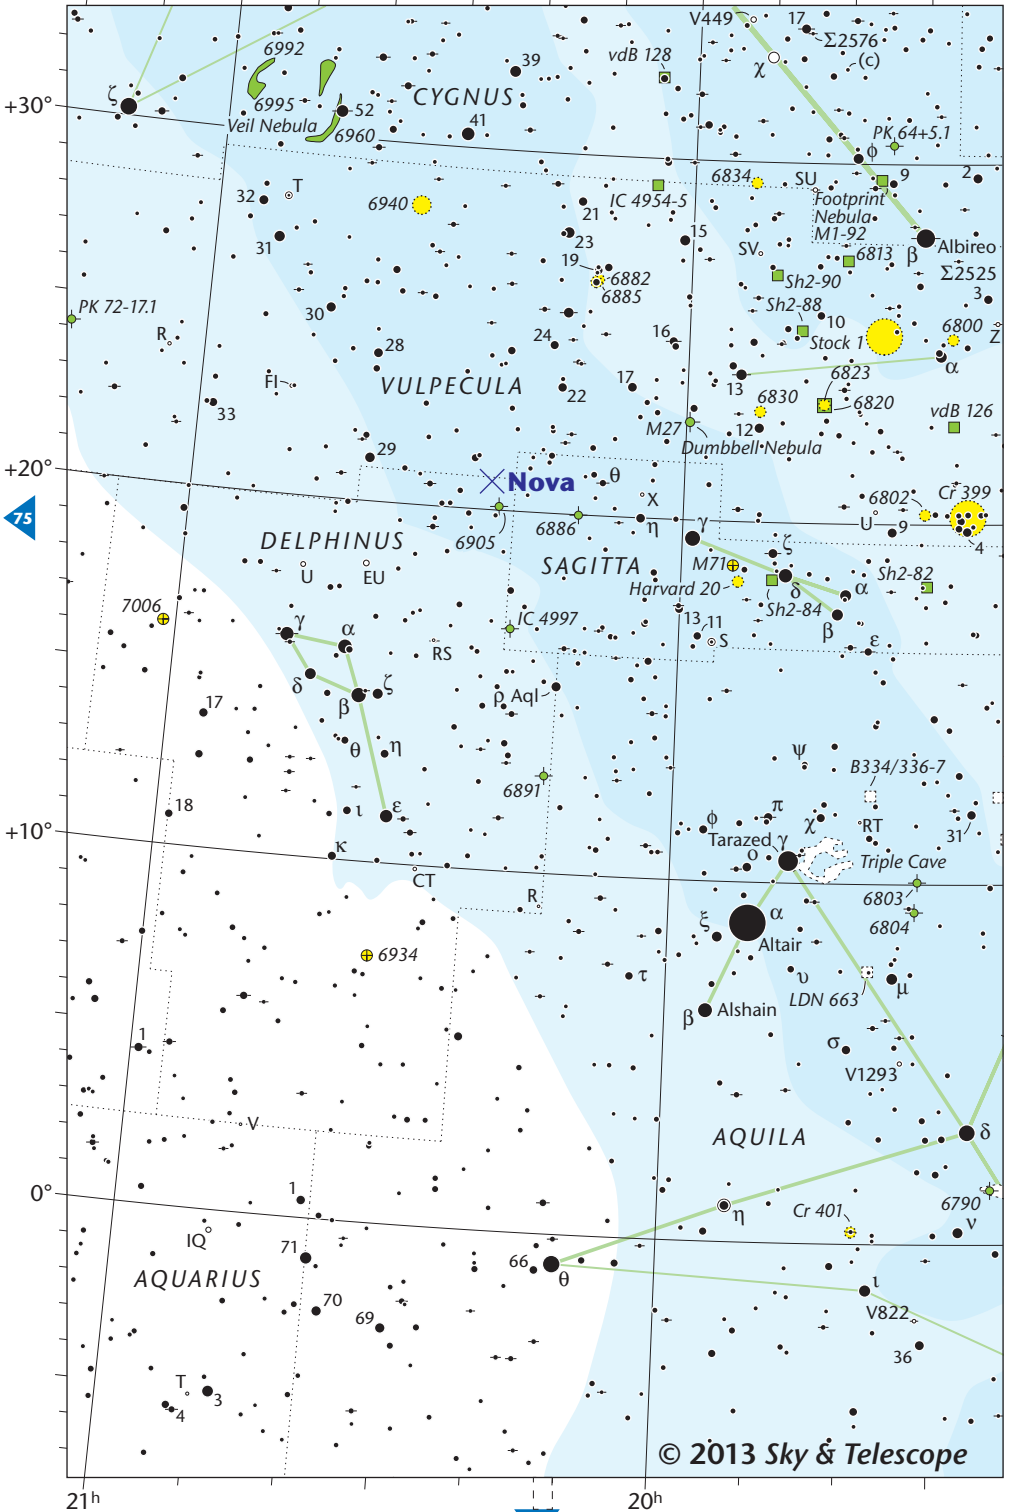 V449
17
Σ2576
χ
(c)
6992
vdB 128
39
ζ
6995
CYGNUS
52
+30°
Veil Nebula
6960
41
PK 64+5.1
ϕ
6834
SU
9
2
T
32
IC 4954-5
Footprint
Nebula
M1-92
6940
21
15
31
23
SV
β
Albireo
19
6882
6813
6885
Sh2-90
Σ2525
3
PK 72-17.1
30
Sh2-88
10
R
24
16
Stock 1
6800
Z
28
α
FI
VULPECULA
17
13
6823
33
22
6830
6820
vdB 126
M27
12
Dumbbell Nebula
29
+20°
θ
Nova
X
Cr 399
6802
75
η
γ
U
9
6905
6886
4
DELPHINUS
ζ
SAGITTA
M71
U
EU
Harvard 20
δ
α
Sh2-82
7006
Sh2-84
IC 4997
13
11
β
γ
α
S
ε
RS
δ
ζ
β
ρ Aql
17
θ
η
ψ
B334/336-7
6891
18
ι
ε
ϕ
π
χ
RT
31
+10°
Tarazed
γ
κ
ο
Triple Cave
CT
R
6803
α
ξ
6804
Altair
6934
τ
υ
μ
LDN 663
β
Alshain
1
σ
V1293
V
AQUILA
δ
0°
1
η
Cr 401
6790
ν
IQ
71
66
θ
AQUARIUS
ι
70
69
V822
36
T
3
4
© 2013 Sky & Telescope
21h
20h